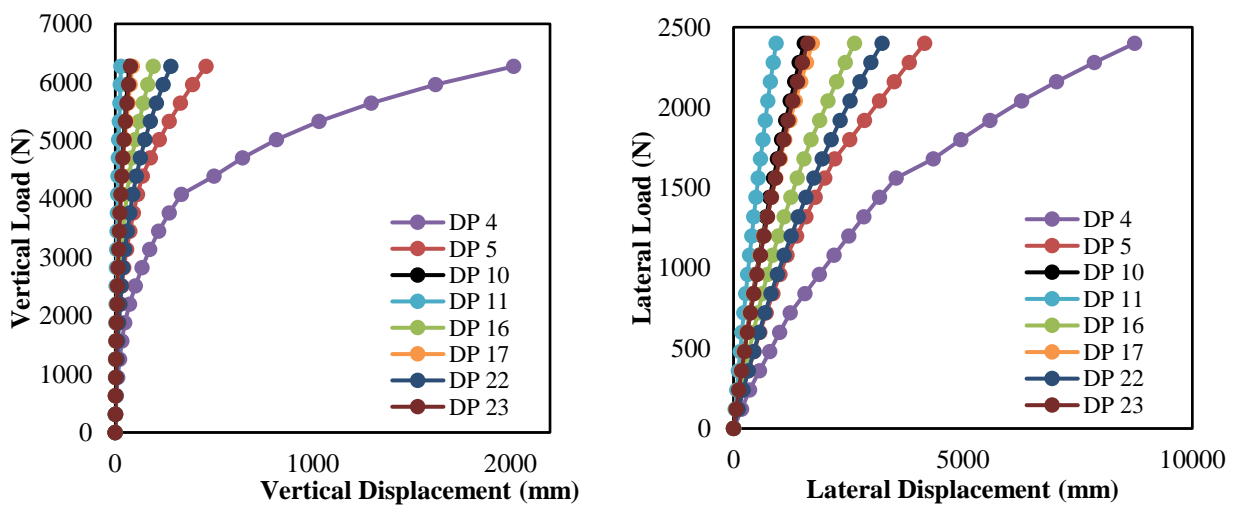 7000
6000
5000
4000
3000
2000
1000
0
Vertical Load (N)
0
1000
2000
Vertical Displacement (mm)
DP 4
DP 5
DP 10
DP 11
DP 16
DP 17
DP 22
DP 23
2500
2000
1500
1000
500
0
Lateral Load (N)
0
5000
10000
Lateral Displacement (mm)
DP 4
DP 5
DP 10
DP 11
DP 16
DP 17
DP 22
DP 23